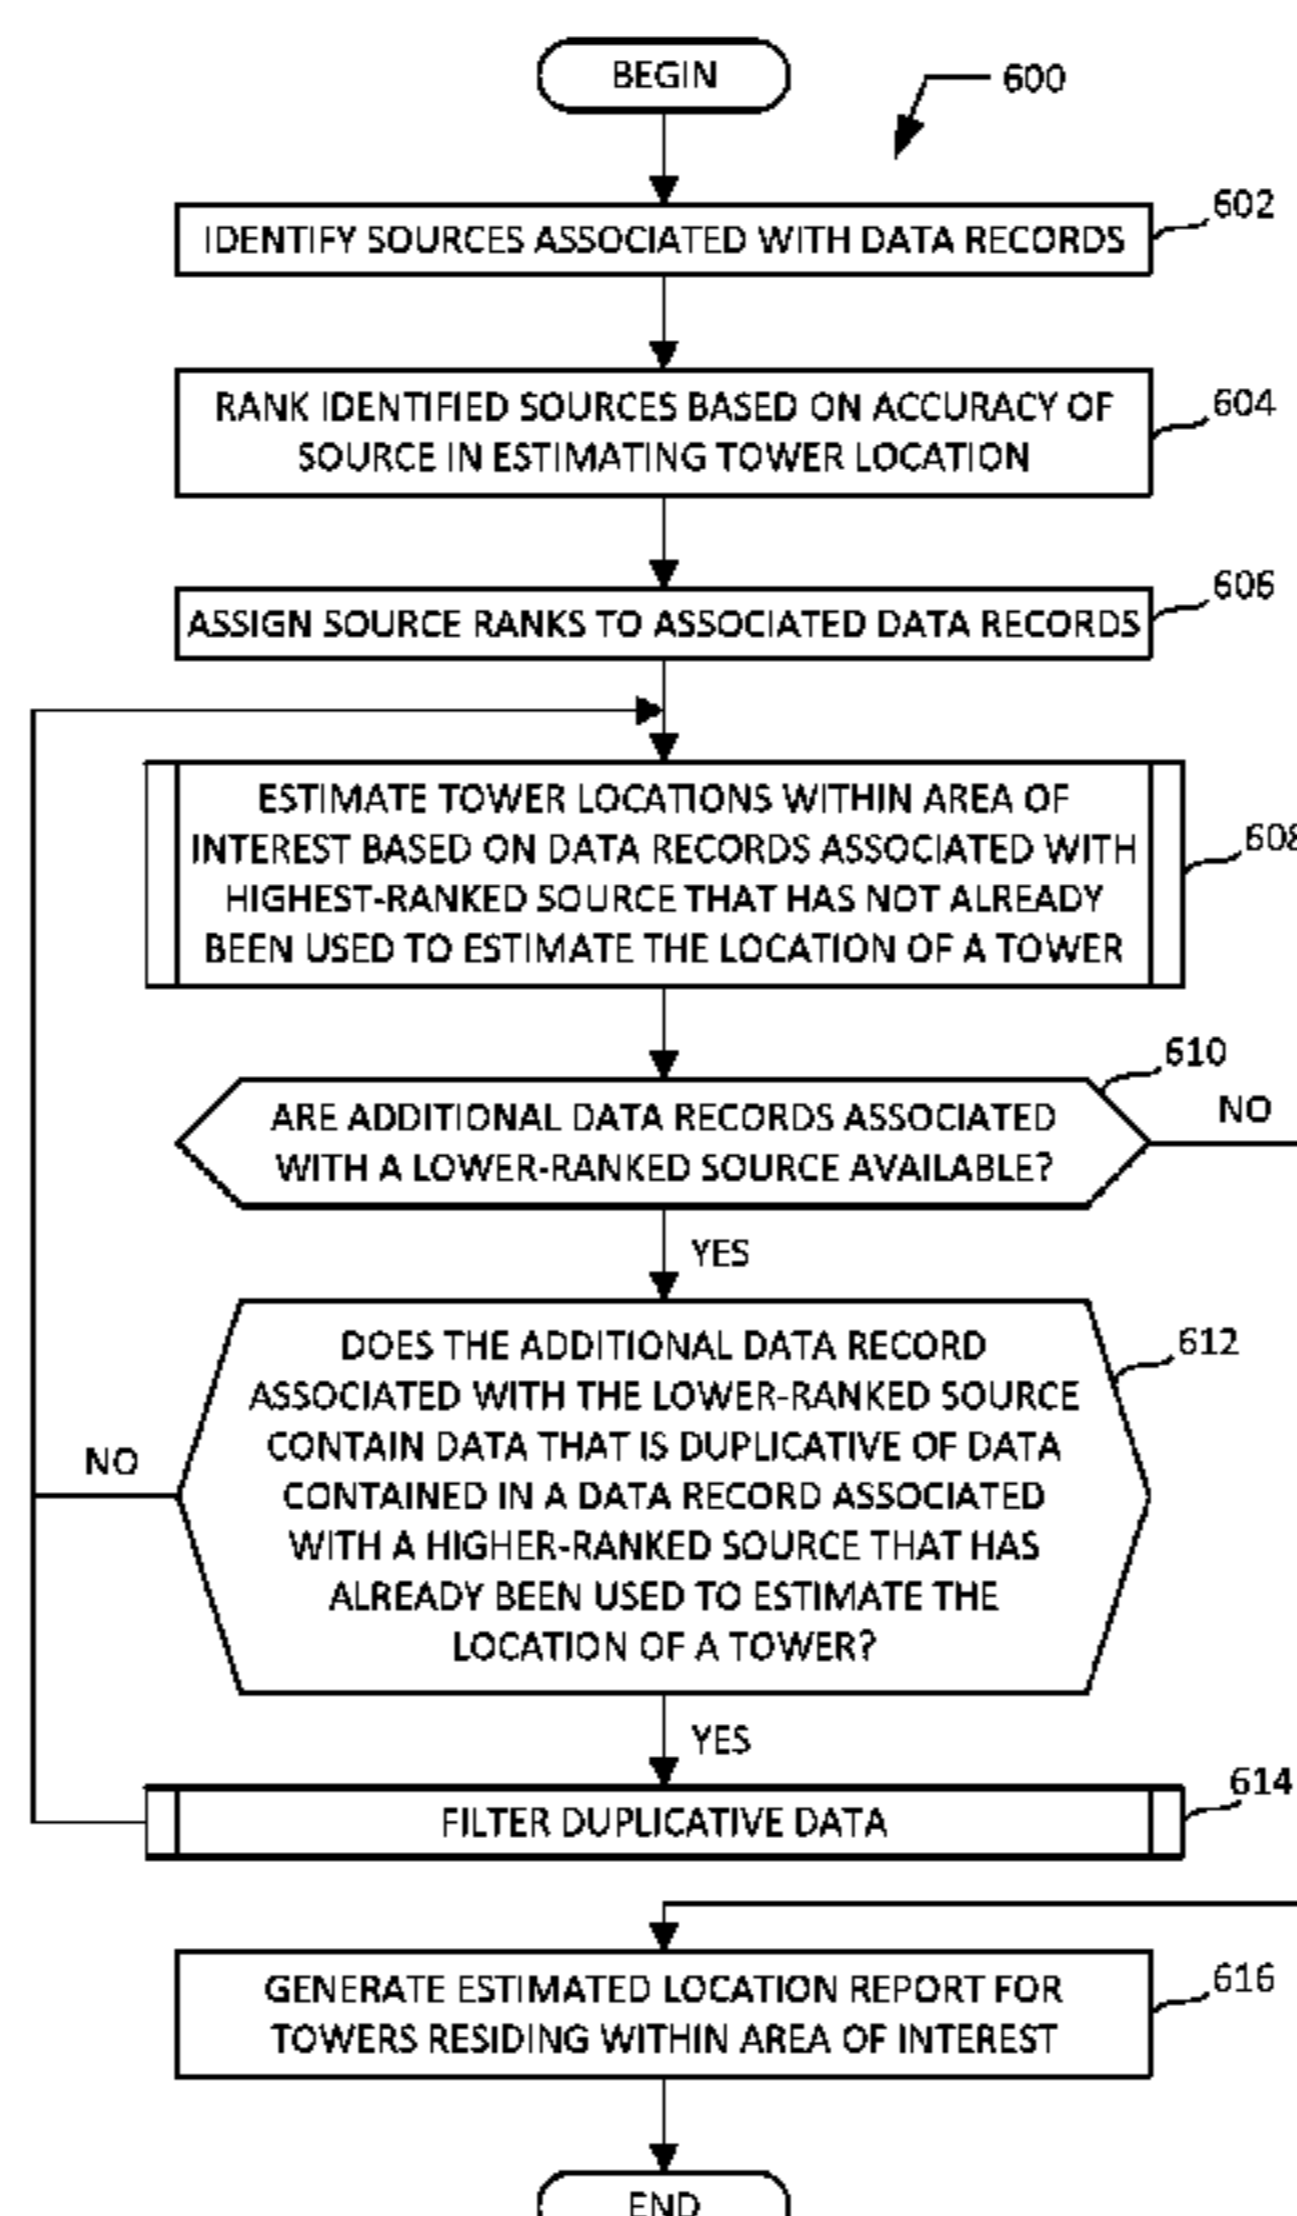 BEGIN
600
602
IDENTIFY SOURCES ASSOCIATED WITH DATA RECORDS
604
RANK IDENTIFIED SOURCES BASED ON ACCURACY OF
SOURCE IN ESTIMATING TOWER LOCATION
606
ASSIGN SOURCE RANKS TO ASSOCIATED DATA RECORDS
ESTIMATE TOWER LOCATIONS WITHIN AREA OF
INTEREST BASED ON DATA RECORDS ASSOCIATED WITH
HIGHEST-RANKED SOURCE THAT HAS NOT ALREADY
BEEN USED TO ESTIMATE THE LOCATION OF A TOWER
608
610
ARE ADDITIONAL DATA RECORDS ASSOCIATED
WITH A LOWER-RANKED SOURCE AVAILABLE?
NO
YES
612
DOES THE ADDITIONAL DATA RECORD
ASSOCIATED WITH THE LOWER-RANKED SOURCE
CONTAIN DATA THAT IS DUPLICATIVE OF DATA
CONTAINED IN A DATA RECORD ASSOCIATED
WITH A HIGHER-RANKED SOURCE THAT HAS
ALREADY BEEN USED TO ESTIMATE THE
LOCATION OF A TOWER?
NO
YES
614
FILTER DUPLICATIVE DATA
616
GENERATE ESTIMATED LOCATION REPORT FOR
TOWERS RESIDING WITHIN AREA OF INTEREST
END